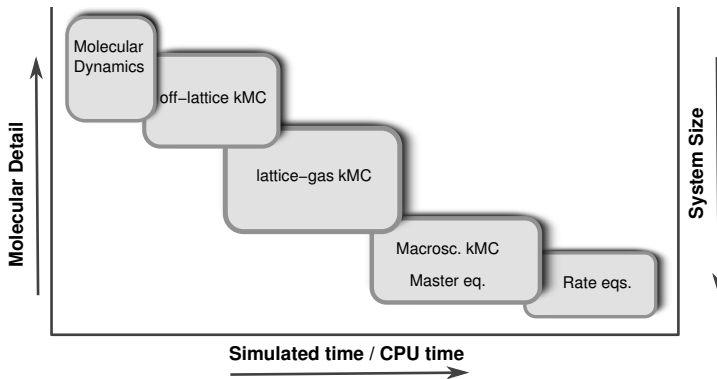 Molecular
Dynamics
off–lattice kMC
lattice–gas kMC
Macrosc. kMC
Master eq.
Rate eqs.
Molecular Detail
System Size
Simulated time / CPU time